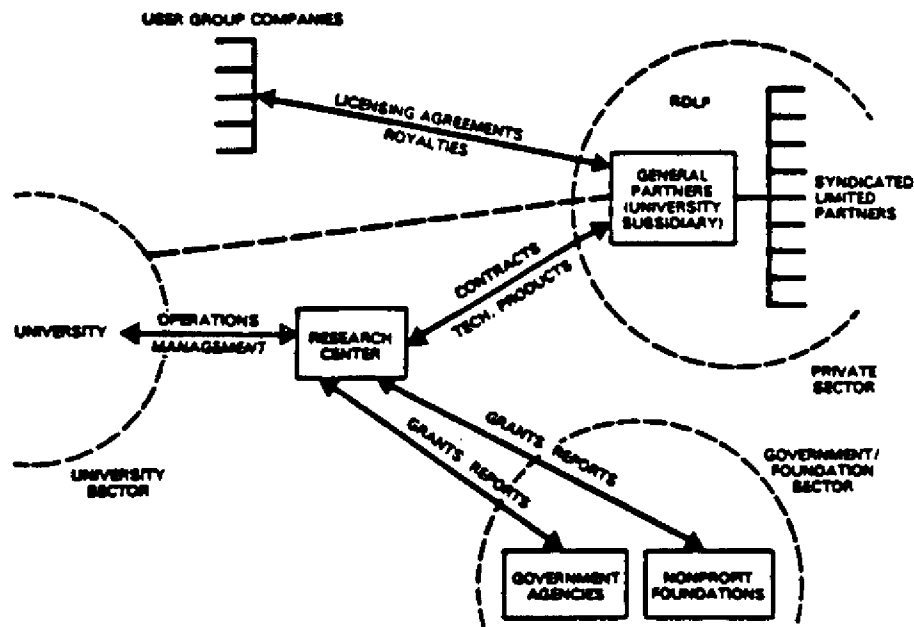 USER GROUP COMPANIES
LICENSING AGREEMENTS
ROYALTIES
RDLP
GENERAL
PARTNERS
(UNIVERSITY
SUBSIDIARY)
SYNDICATED
LIMITED
PARTNERS
CONTRACTS
TECH. PRODUCTS
UNIVERSITY
OPERATIONS
MANAGEMENT
RESEARCH
CENTER
PRIVATE
SECTOR
GRANTS REPORTS
GRANTS REPORTS
UNIVERSITY
SECTOR
GOVERNMENT/
FOUNDATION
SECTOR
GOVERNMENT
AGENCIES
NONPROFIT
FOUNDATIONS